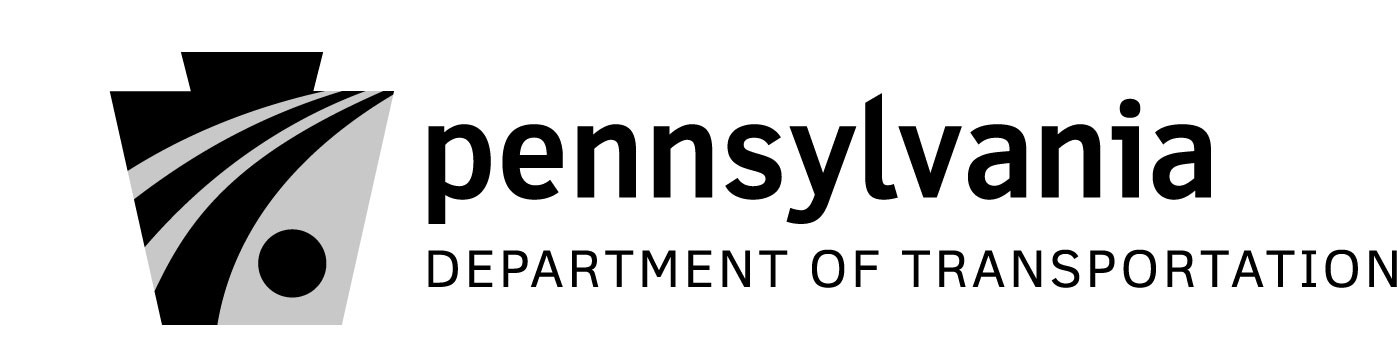 pennsylvania
DEPARTMENT OF TRANSPORTATION